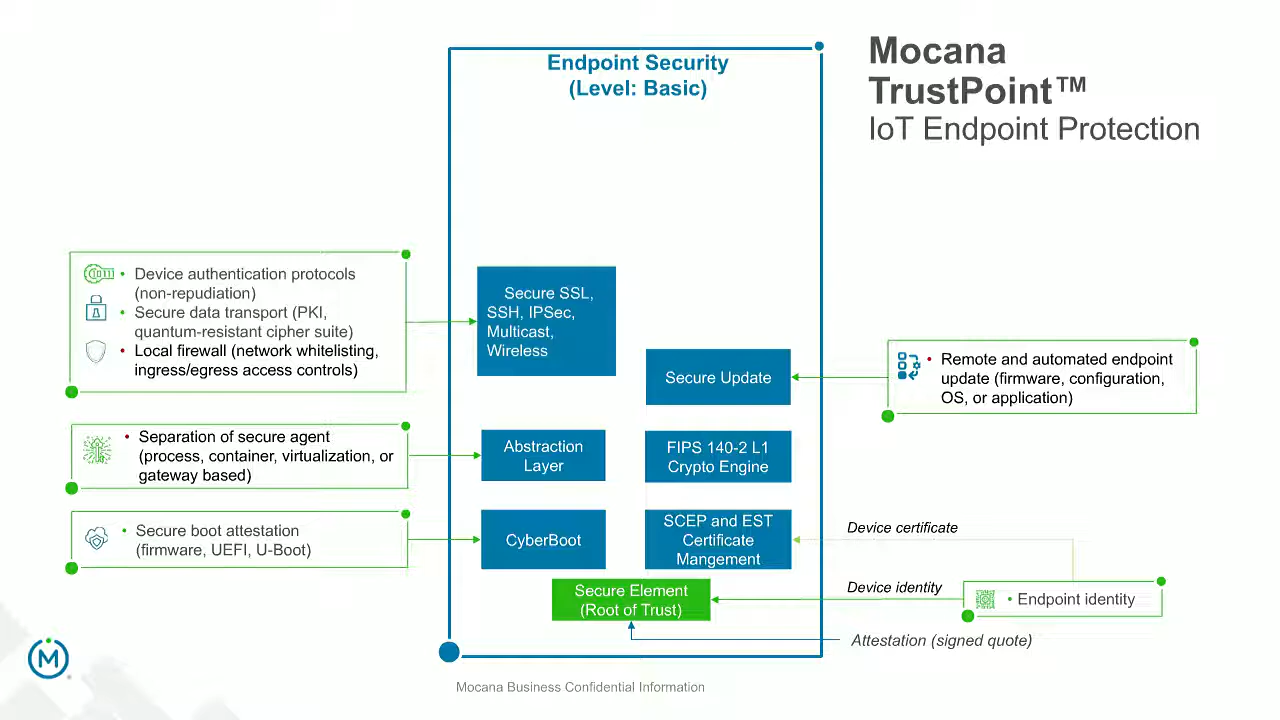 Mocana
TrustPoint™
IoT Endpoint Protection
Endpoint Security
(Level: Basic)
• Device authentication protocols
(non-repudiation)
• Secure data transport (PKI,
quantum-resistant cipher suite)
• Local firewall (network whitelisting,
ingress/egress access controls)
Secure SSL,
SSH, IPSec,
Multicast,
Wireless
Secure Update
• Remote and automated endpoint
update (firmware, configuration,
OS, or application)
• Separation of secure agent
(process, container, virtualization, or
gateway based)
Abstraction
Layer
FIPS 140-2 L1
Crypto Engine
• Secure boot attestation
(firmware, UEFI, U-Boot)
CyberBoot
SCEP and EST
Certificate
Mangement
Device certificate
Secure Element
(Root of Trust)
Device identity
• Endpoint identity
Attestation (signed quote)
M
Mocana Business Confidential Information